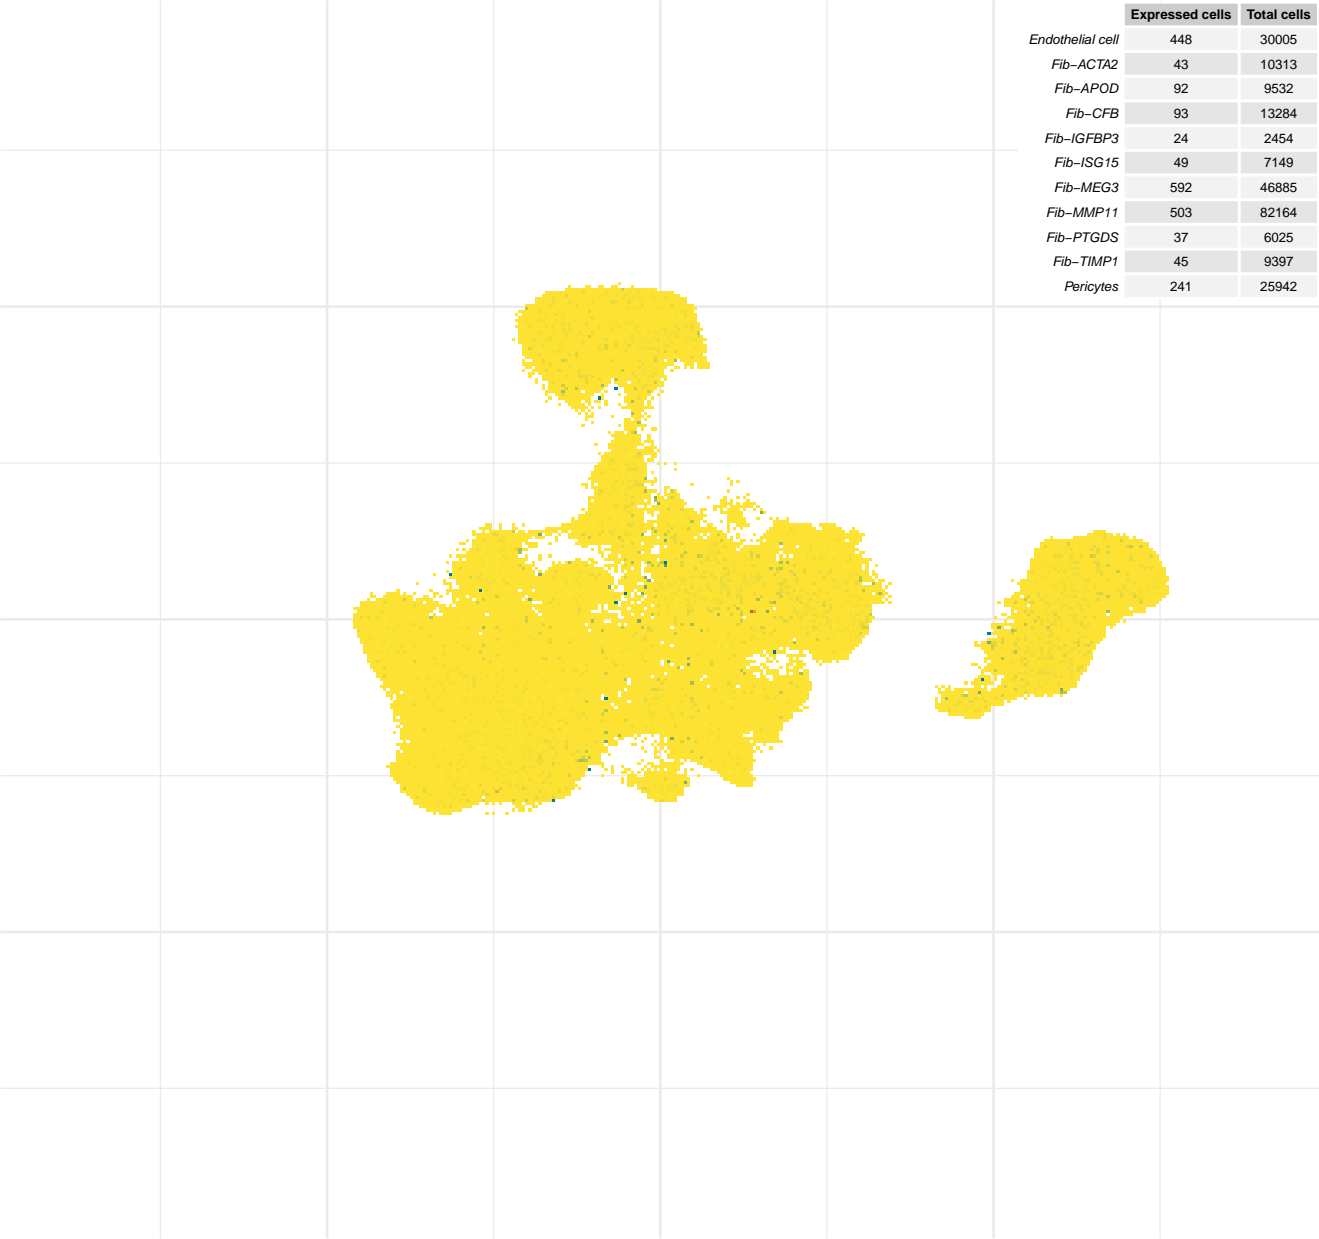 Expressed cells Total cells
Endothelial cell 448 30005
Fib−ACTA2 43 10313
Fib−APOD 92 9532
Fib−CFB 93 13284
Fib−IGFBP3 24 2454
Fib−ISG15 49 7149
Fib−MEG3 592 46885
Fib−MMP11 503 82164
Fib−PTGDS 37 6025
Fib−TIMP1 45 9397
Pericytes 241 25942